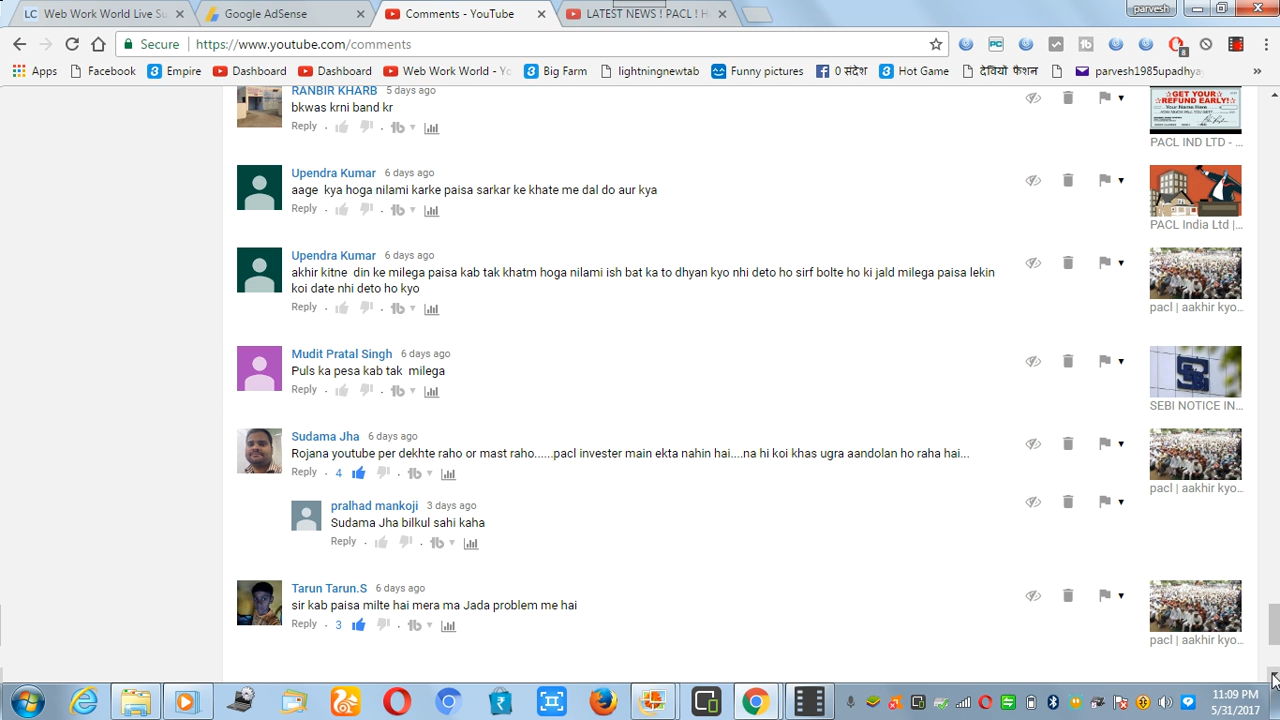 Web Work World Live Su
Google AdSense
Comments - YouTube
LATEST NEWS ! PACL ! H
parvesh
Secure
https://www.youtube.com/comments
Apps
Facebook
Empire
Dashboard
Dashboard
Web Work World - Yo
Big Farm
lightningnewtab
Funny pictures
0 संदेश
Hot Game
देवियों फैशन
parvesh1985upadhya
RANBIR KHARB 5 days ago
bkwas krni band kr
Reply
GET YOUR
REFUND EARLY!
PACL IND LTD - ...
Upendra Kumar 6 days ago
aage kya hoga nilami karke paisa sarkar ke khate me dal do aur kya
Reply
PACL India Ltd |...
Upendra Kumar 6 days ago
akhir kitne din ke milega paisa kab tak khatm hoga nilami ish bat ka to dhyan kyo nhi deto ho sirf bolte ho ki jald milega paisa lekin
koi date nhi deto ho kyo
Reply
pacl | aakhir kyo...
Mudit Pratal Singh 6 days ago
Puls ka pesa kab tak milega
Reply
SEBI NOTICE IN...
Sudama Jha 6 days ago
Rojana youtube per dekhte raho or mast raho......pacl invester main ekta nahin hai....na hi koi khas ugra aandolan ho raha hai...
Reply 4
pacl | aakhir kyo...
pralhad mankoji 3 days ago
Sudama Jha bilkul sahi kaha
Reply
Tarun Tarun.S 6 days ago
sir kab paisa milte hai mera ma Jada problem me hai
Reply 3
pacl | aakhir kyo...
11:09 PM
5/31/2017